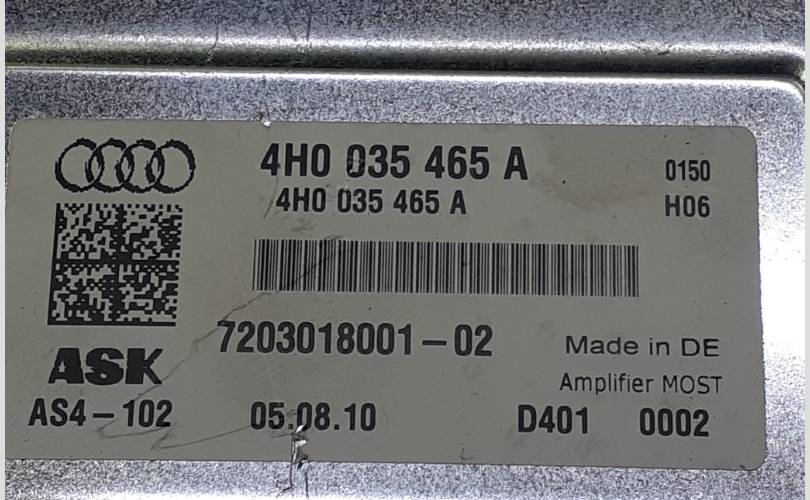 4H0 035 465 A 0150
4H0 035 465 A H06
7203018001-02 Made in DE
ASK Amplifier MOST
AS4-102 05.08.10 D401 0002